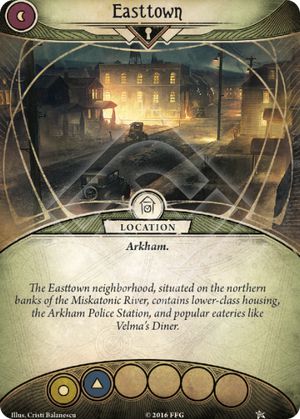 Easttown
LOCATION
Arkham.
The Easttown neighborhood, situated on the northern
banks of the Miskatonic River, contains lower-class housing,
the Arkham Police Station, and popular eateries like
Velma's Diner.
Illus. Cristi Balanescu
© 2016 FFG